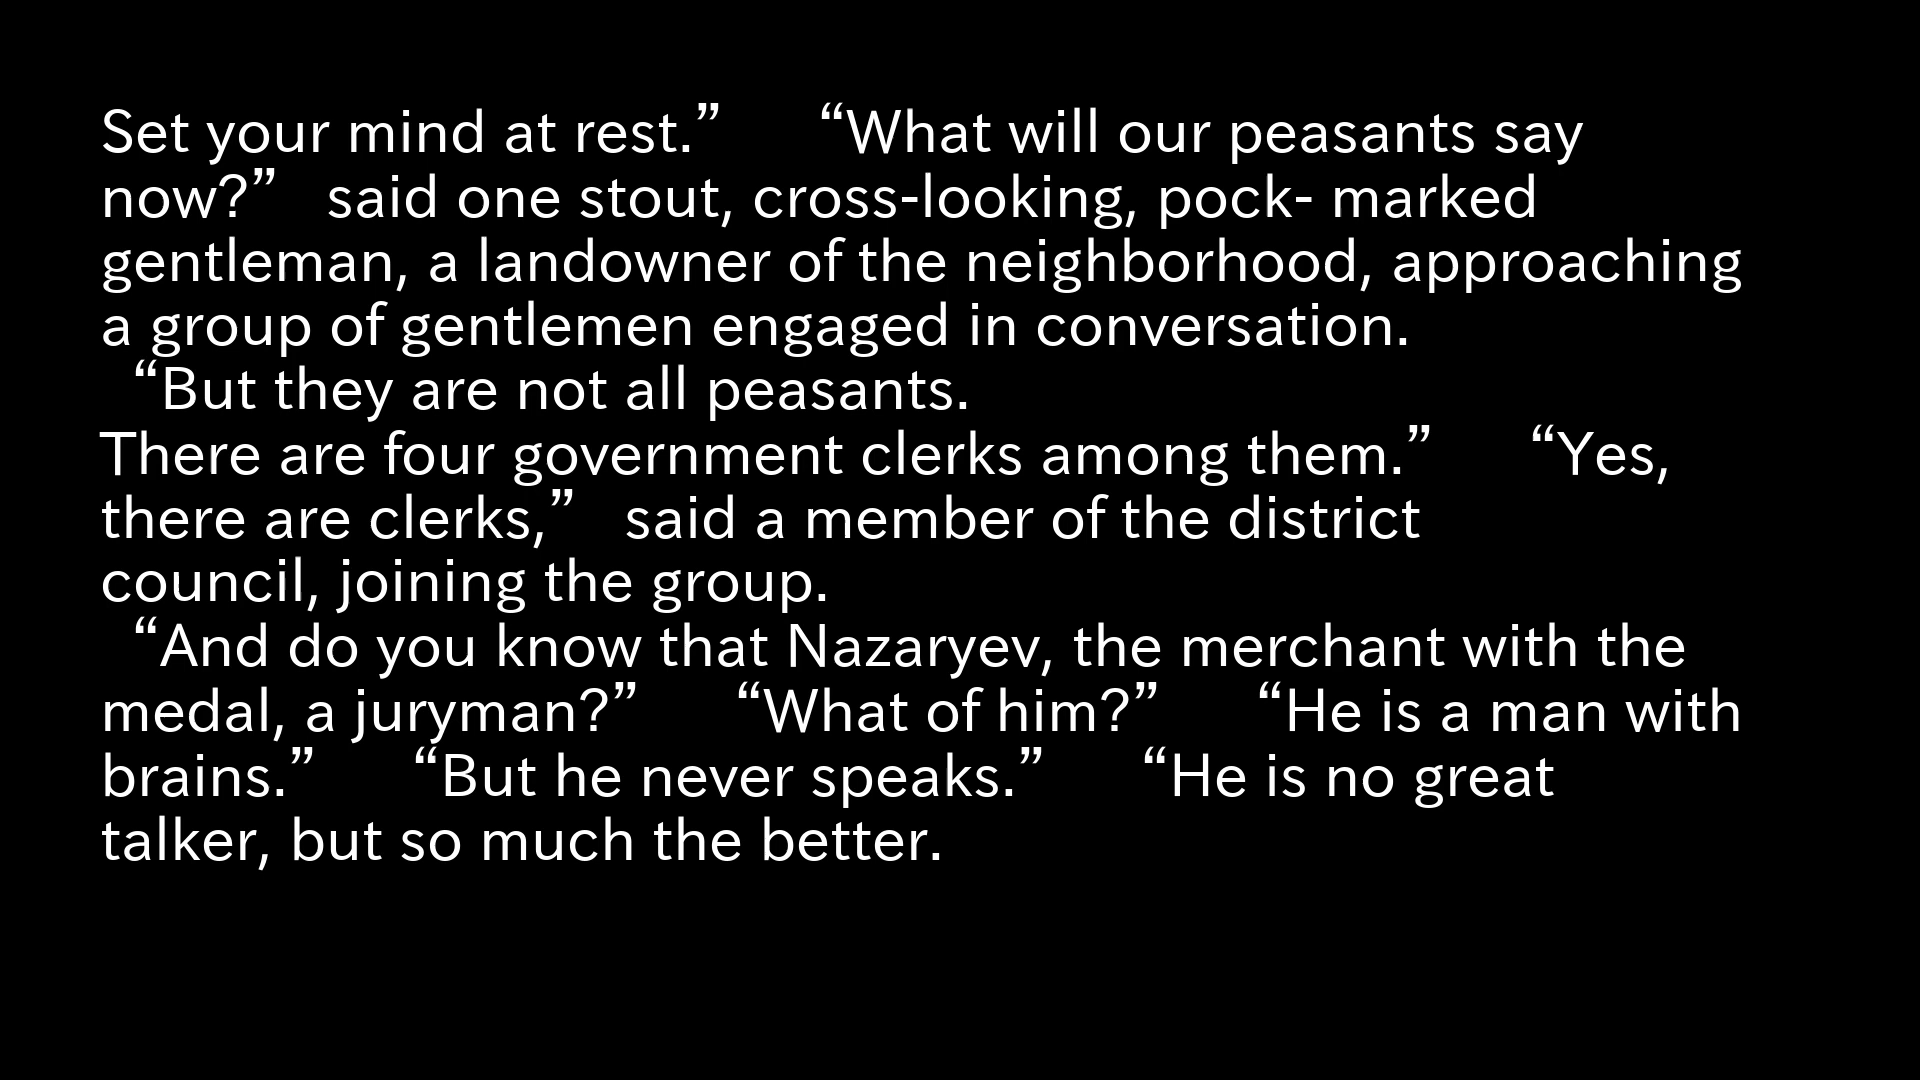 Set your mind at rest.” “What will our peasants say
now?” said one stout, cross-looking, pock- marked
gentleman, a landowner of the neighborhood, approaching
a group of gentlemen engaged in conversation.
“But they are not all peasants.
There are four government clerks among them.” “Yes,
there are clerks,” said a member of the district
council, joining the group.
“And do you know that Nazaryev, the merchant with the
medal, a juryman?” “What of him?” “He is a man with
brains.” “But he never speaks.” “He is no great
talker, but so much the better.